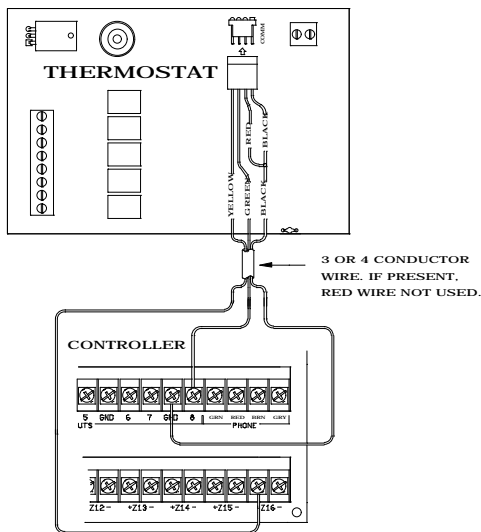 COMM
THERMOSTAT
RED
BLACK
YELLOW
GREEN
BLACK
3 OR 4 CONDUCTOR
WIRE. IF PRESENT,
RED WIRE NOT USED.
CONTROLLER
5 GND 6 7 GND 8 GRN RED BRN GRY
UTS PHONE
Z12 - +Z13 - +Z14 - +Z15 - +Z16 -